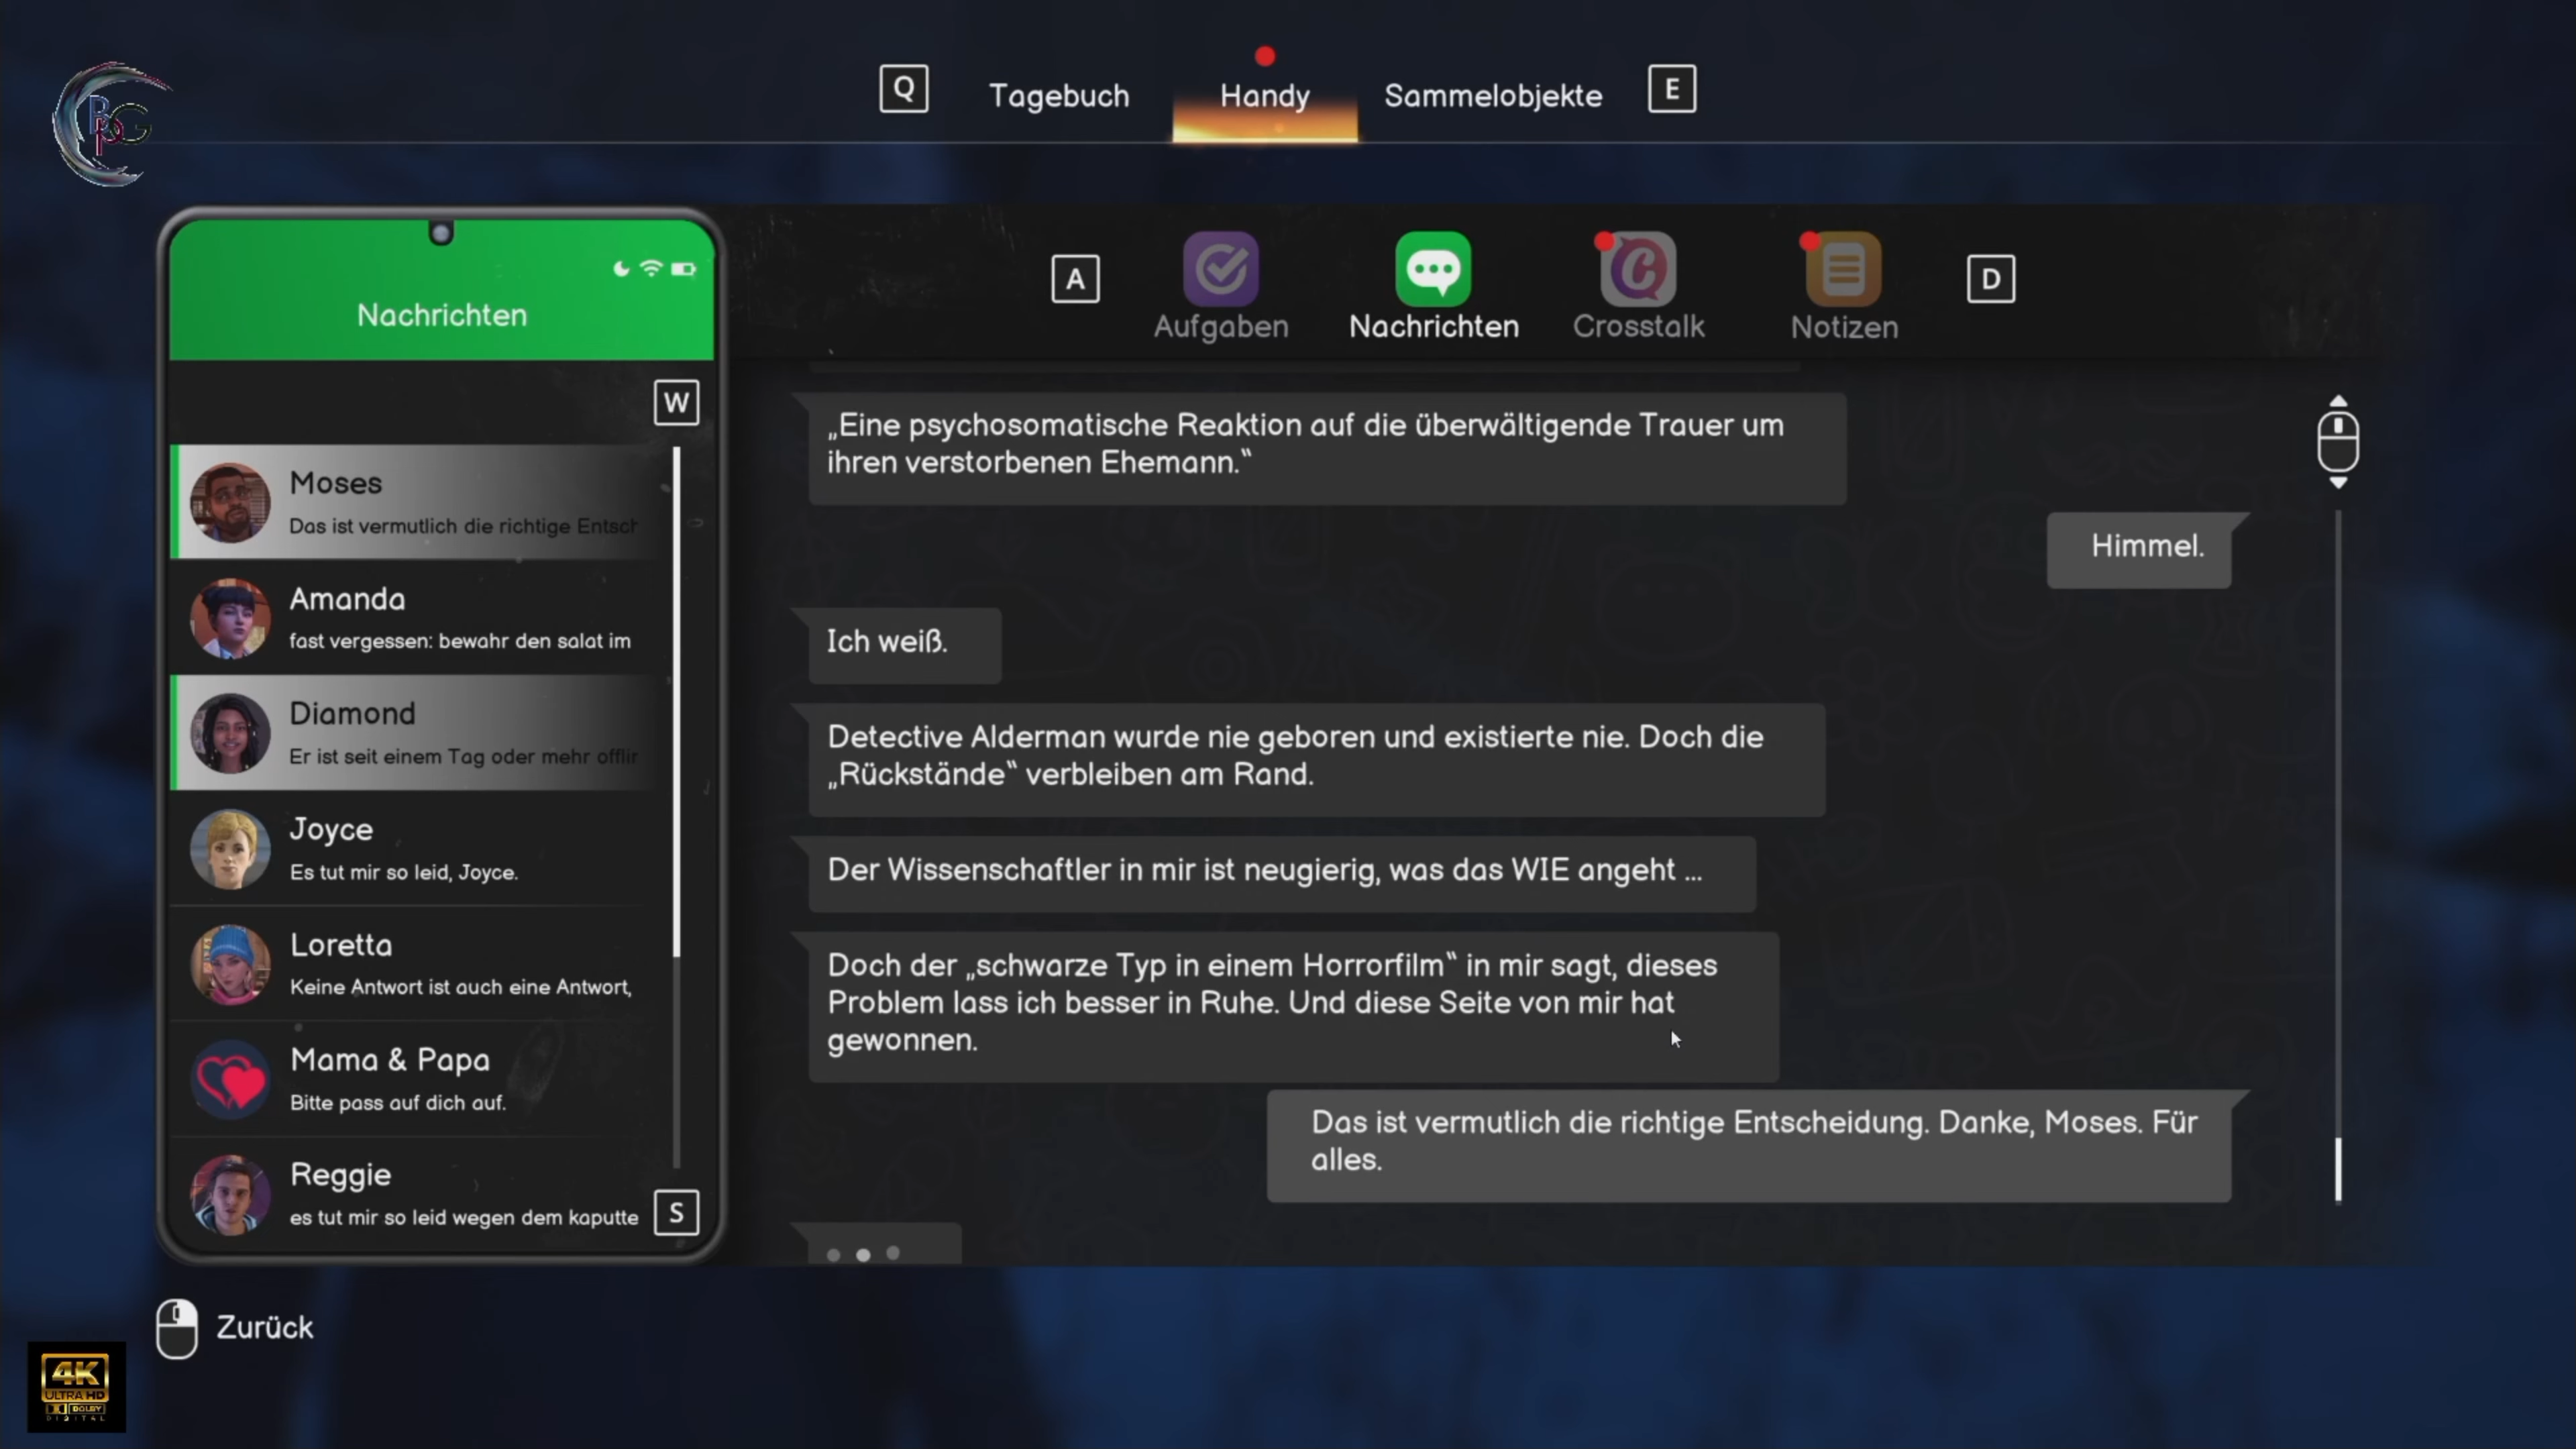 Q
Tagebuch
Handy
Sammelobjekte
E
Nachrichten
A
Aufgaben
Nachrichten
Crosstalk
Notizen
D
W
Moses
Das ist vermutlich die richtige Entsch
Amanda
fast vergessen: bewahr den salat im
Diamond
Er ist seit einem Tag oder mehr offlin
Joyce
Es tut mir so leid, Joyce.
Loretta
Keine Antwort ist auch eine Antwort,
Mama & Papa
Bitte pass auf dich auf.
Reggie
es tut mir so leid wegen dem kaputte
S
„Eine psychosomatische Reaktion auf die überwältigende Trauer um
ihren verstorbenen Ehemann.“
Himmel.
Ich weiß.
Detective Alderman wurde nie geboren und existierte nie. Doch die
„Rückstände“ verbleiben am Rand.
Der Wissenschaftler in mir ist neugierig, was das WIE angeht ...
Doch der „schwarze Typ in einem Horrorfilm“ in mir sagt, dieses
Problem lass ich besser in Ruhe. Und diese Seite von mir hat
gewonnen.
Das ist vermutlich die richtige Entscheidung. Danke, Moses. Für
alles.
Zurück
4K
ULTRA HD
DOLBY
DIGITAL